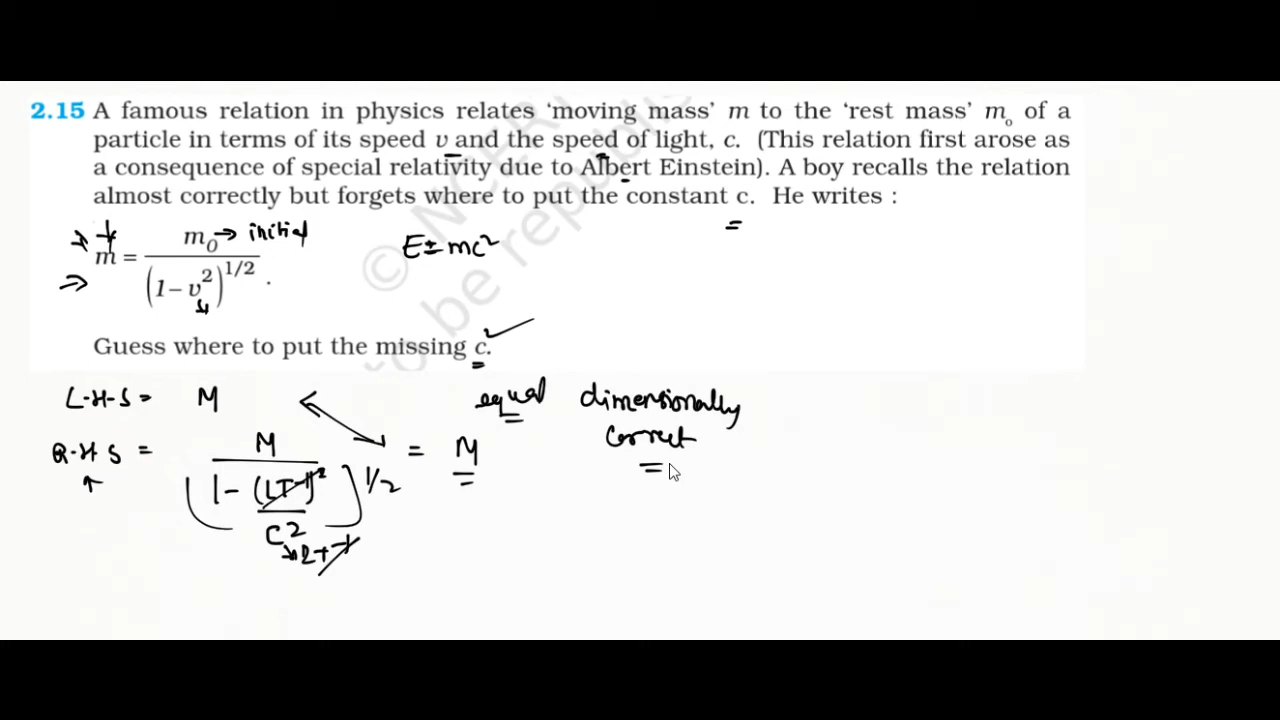 2.15 A famous relation in physics relates ‘moving mass’ m to the ‘rest mass’ m₀ of a
particle in terms of its speed v and the speed of light, c. (This relation first arose as
a consequence of special relativity due to Albert Einstein). A boy recalls the relation
almost correctly but forgets where to put the constant c. He writes :
m = m₀ / (1 – v²)^1/2 .
→ initial
E = mc²
Guess where to put the missing c.
L.H.S = M
equal dimensionally
correct
R.H.S = M / (1 - (LT⁻¹)² / C²)^1/2 = M
© NCERT
to be republished